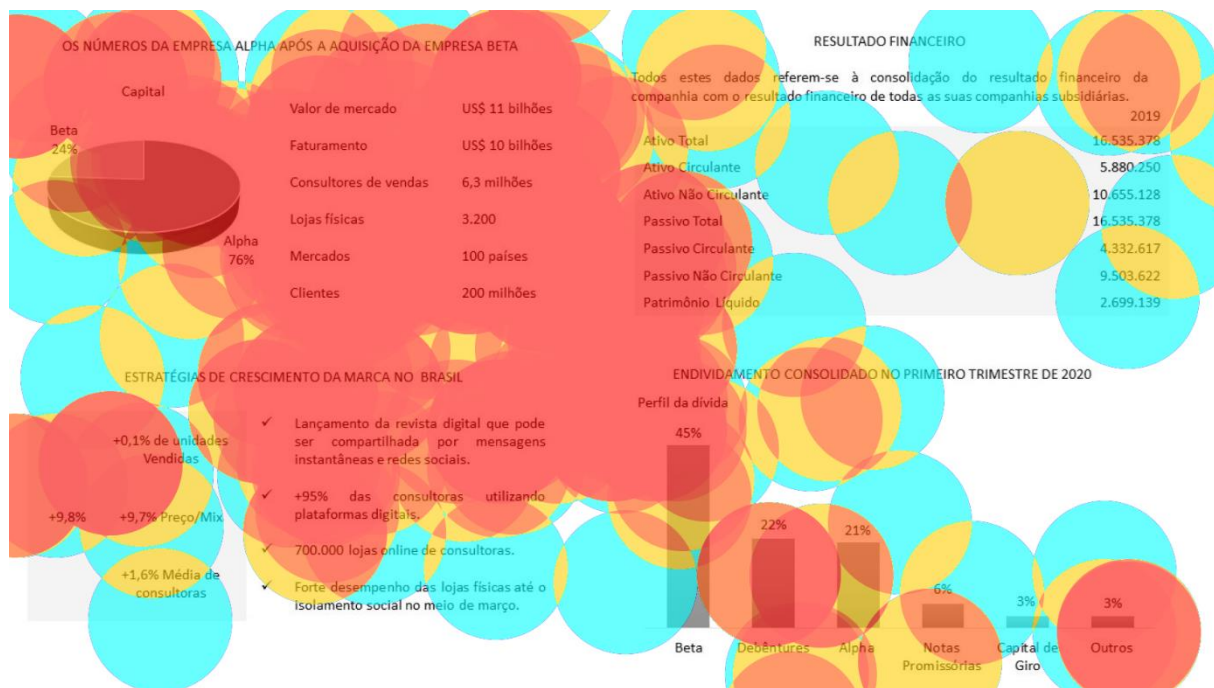 OS NÚMEROS DA EMPRESA ALPHA APÓS A AQUISIÇÃO DA EMPRESA BETA
Capital
Beta
24%
Alpha
76%
Valor de mercado US$ 11 bilhões
Faturamento US$ 10 bilhões
Consultores de vendas 6,3 milhões
Lojas físicas 3.200
Mercados 100 países
Clientes 200 milhões
RESULTADO FINANCEIRO
Todos estes dados referem-se à consolidação do resultado financeiro da
companhia com o resultado financeiro de todas as suas companhias subsidiárias.
2019
Ativo Total 16.535.378
Ativo Circulante 5.880.250
Ativo Não Circulante 10.655.128
Passivo Total 16.535.378
Passivo Circulante 4.332.617
Passivo Não Circulante 9.503.622
Patrimônio Líquido 2.699.139
ESTRATÉGIAS DE CRESCIMENTO DA MARCA NO BRASIL
+0,1% de unidades
Vendidas
+9,8% +9,7% Preço/Mix
+1,6% Média de
consultoras
✓ Lançamento da revista digital que pode
ser compartilhada por mensagens
instantâneas e redes sociais.
✓ +95% das consultoras utilizando
plataformas digitais.
✓ 700.000 lojas online de consultoras.
✓ Forte desempenho das lojas físicas até o
isolamento social no meio de março.
ENDIVIDAMENTO CONSOLIDADO NO PRIMEIRO TRIMESTRE DE 2020
Perfil da dívida
45%
22%
21%
6%
3%
3%
Beta Debêntures Alpha Notas Capital de Outros
Promissórias Giro